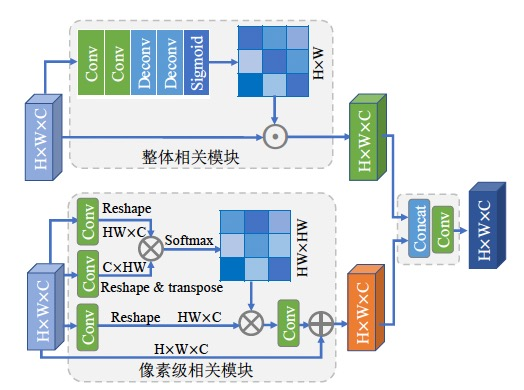 Conv
Conv
Deconv
Deconv
Sigmoid
H×W
H×W×C
整体相关模块
H×W×C
Conv
Reshape
HW×C
Softmax
Conv
C×HW
Reshape & transpose
HW×HW
Conv
Reshape HW×C
Conv
H×W×C
H×W×C
像素级相关模块
H×W×C
Concat
Conv
H×W×C